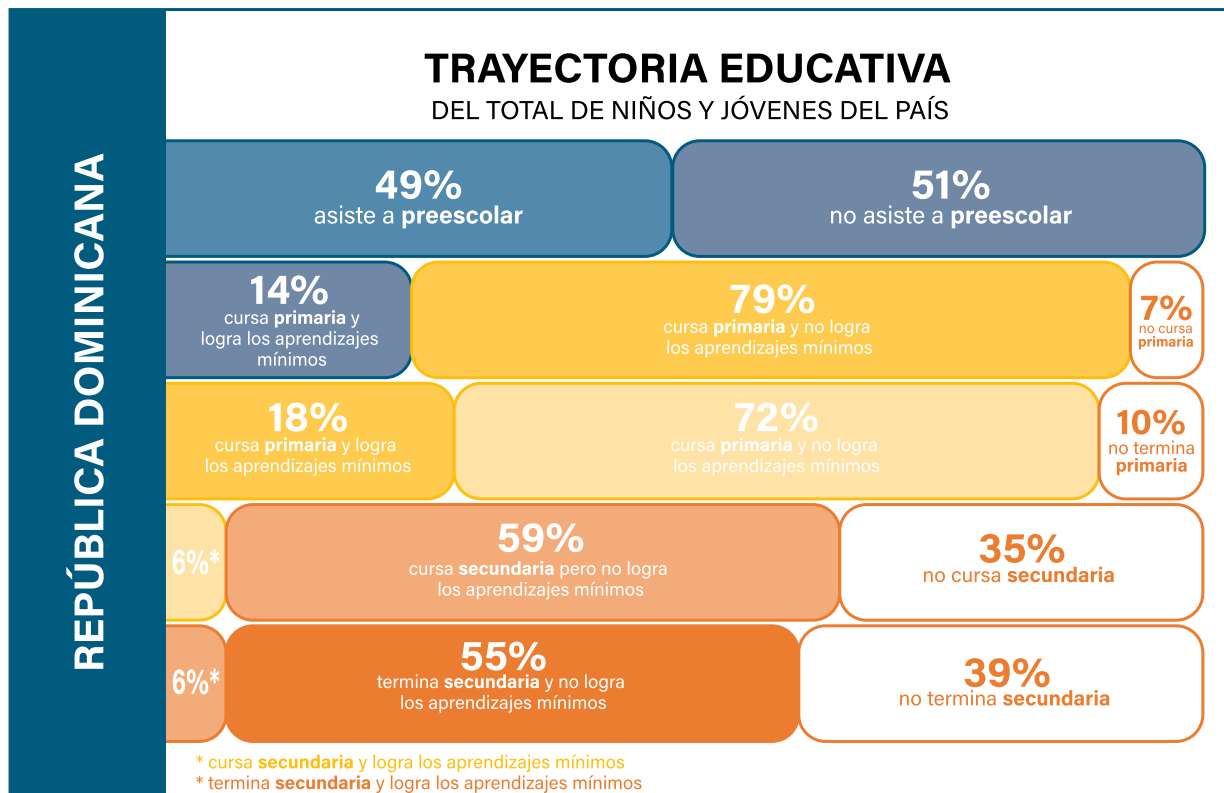 REPÚBLICA DOMINICANA
TRAYECTORIA EDUCATIVA
DEL TOTAL DE NIÑOS Y JÓVENES DEL PAÍS
49%
asiste a preescolar
51%
no asiste a preescolar
14%
cursa primaria y
logra los aprendizajes
mínimos
79%
cursa primaria y no logra
los aprendizajes mínimos
7%
no cursa
primaria
18%
cursa primaria y logra
los aprendizajes mínimos
72%
cursa primaria y no logra
los aprendizajes mínimos
10%
no termina
primaria
6%*
59%
cursa secundaria pero no logra
los aprendizajes mínimos
35%
no cursa secundaria
6%*
55%
termina secundaria y no logra
los aprendizajes mínimos
39%
no termina secundaria
* cursa secundaria y logra los aprendizajes mínimos
* termina secundaria y logra los aprendizajes mínimos